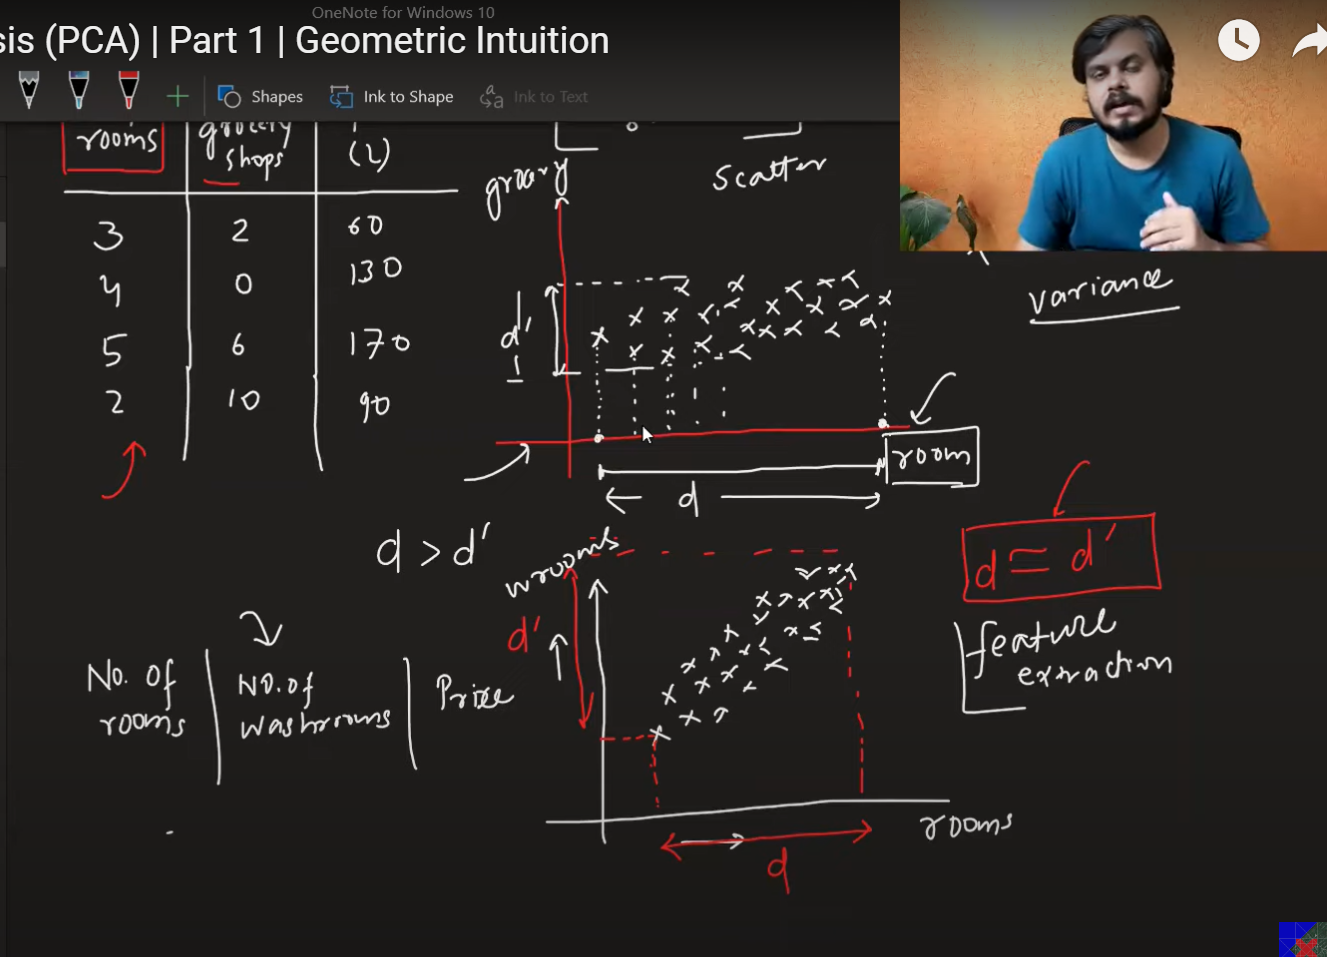 OneNote for Windows 10
sis (PCA) | Part 1 | Geometric Intuition
Shapes
Ink to Shape
Ink to Text
rooms
grocery
shops
(L)
3 2 60
4 0 130
5 6 170
2 10 90
grocery
scatter
variance
d'
room
d
d > d'
wrooms
d'
d ≅ d'
feature
extraction
No. of
rooms
No. of
washrooms
Prize
rooms
d